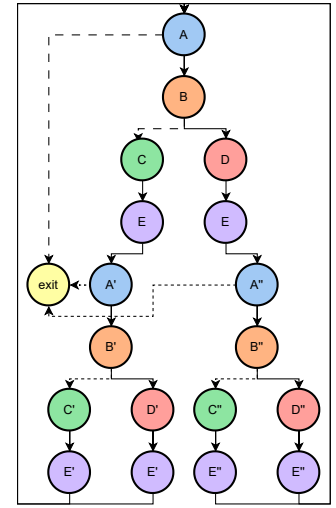 A
B
C D
E E
exit A' A"
B' B"
C' D' C" D"
E' E' E" E"